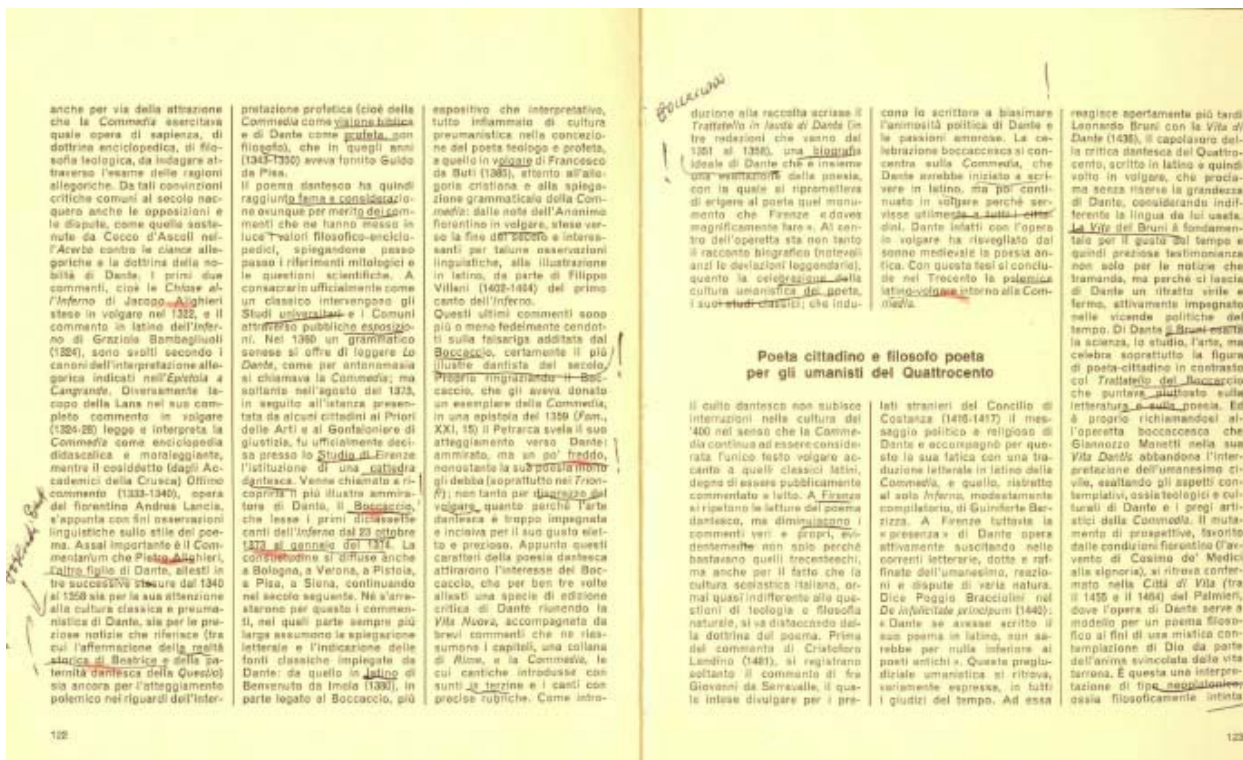 anche per via della attrazione
che la Commedia esercitava
quale opera di sapienza, di
dottrina enciclopedica, di filo-
sofia teologica, da indagare at-
traverso l'esame delle ragioni
allegoriche. Da tali convinzioni
critiche comuni al secolo nac-
quero anche le opposizioni e
le dispute, come quelle soste-
nute da Cecco d'Ascoli nel-
l'Acerba contro le ciance alle-
goriche e la dottrina della no-
biltà di Dante. I primi due
commenti, cioè le Chiose al-
l'Inferno di Jacopo Alighieri
stese in volgare nel 1322, e il
commento in latino dell'Infer-
no di Graziolo Bambaglioli
(1324), sono svolti secondo i
canoni dell'interpretazione alle-
gorica indicati nell'Epistola a
Cangrande. Diversamente Ia-
copo della Lana nel suo com-
pleto commento in volgare
(1324-28) legge e interpreta la
Commedia come enciclopedia
didascalica e moraleggiante,
mentre il cosiddetto (dagli Ac-
cademici della Crusca) Ottimo
commento (1333-1340), opera
del fiorentino Andrea Lancia,
s'appunta con fini osservazioni
linguistiche sullo stile del poe-
ma. Assai importante è il Com-
mentarium che Pietro Alighieri,
l'altro figlio di Dante, allestì in
tre successive stesure dal 1340
al 1358 sia per la sua attenzione
alla cultura classica e preuma-
nistica di Dante, sia per le pre-
ziose notizie che riferisce (tra
cui l'affermazione della realtà
storica di Beatrice e della pa-
ternità dantesca della Questio)
sia ancora per l'atteggiamento
polemico nei riguardi dell'inter-
pretazione profetica (cioè della
Commedia come visione biblica
e di Dante come profeta, non
filosofo), che in quegli anni
(1343-1350) aveva fornito Guido
da Pisa.
Il poema dantesco ha quindi
raggiunto fama e considerazio-
ne ovunque per merito dei com-
menti che ne hanno messo in
luce i valori filosofico-enciclo-
pedici, spiegandone passo
passo i riferimenti mitologici e
le questioni scientifiche. A
consacrarlo ufficialmente come
un classico intervengono gli
Studi universitari e i Comuni
attraverso pubbliche esposizio-
ni. Nel 1360 un grammatico
senese si offre di leggere Lo
Dante, come per antonomasia
si chiamava la Commedia; ma
soltanto nell'agosto del 1373,
in seguito all'istanza presen-
tata da alcuni cittadini ai Priori
delle Arti e al Gonfaloniere di
giustizia, fu ufficialmente deci-
sa presso lo Studio di Firenze
l'istituzione di una cattedra
dantesca. Venne chiamato a ri-
coprirla il più illustre ammira-
tore di Dante, il Boccaccio,
che lesse i primi diciassette
canti dell'Inferno dal 23 ottobre
1373 al gennaio del 1374. La
consuetudine si diffuse anche
a Bologna, a Verona, a Pistoia,
a Pisa, a Siena, continuando
nel secolo seguente. Né s'arre-
starono per questo i commen-
ti, nei quali parte sempre più
larga assumono la spiegazione
letterale e l'indicazione delle
fonti classiche impiegate da
Dante: da quello in latino di
Benvenuto da Imola (1380), in
parte legato al Boccaccio, più
espositivo che interpretativo,
tutto infiammato di cultura
preumanistica nella concezio-
ne del poeta teologo e profeta,
a quello in volgare di Francesco
da Buti (1385), attento all'alle-
goria cristiana e alla spiega-
zione grammaticale della Com-
media; dalle note dell'Anonimo
fiorentino in volgare, stese ver-
so la fine del secolo e interes-
santi per talune osservazioni
linguistiche, alla illustrazione
in latino, da parte di Filippo
Villani (1402-1404) del primo
canto dell'Inferno.
Questi ultimi commenti sono
più o meno fedelmente condot-
ti sulla falsariga additata dal
Boccaccio, certamente il più
illustre dantista del secolo.
Proprio ringraziando il Boc-
caccio, che gli aveva donato
un esemplare della Commedia,
in una epistola del 1359 (Fam.,
XXI, 15) il Petrarca svela il suo
atteggiamento verso Dante:
ammirato, ma un po' freddo,
nonostante la sua poesia molto
gli debba (soprattutto nei Trion-
fi); non tanto per disprezzo del
volgare, quanto perché l'arte
dantesca è troppo impegnata
e incisiva per il suo gusto elet-
to e prezioso. Appunto questi
caratteri della poesia dantesca
attirarono l'interesse del Boc-
caccio, che per ben tre volte
allestì una specie di edizione
critica di Dante riunendo la
Vita Nuova, accompagnata da
brevi commenti che ne rias-
sumono i capitoli, una collana
di Rime, e la Commedia, le
cui cantiche introdusse con
sunti in terzine e i canti con
precise rubriche. Come intro-
122
duzione alla raccolta scrisse il
Trattatello in laude di Dante (in
tre redazioni che vanno dal
1351 al 1358), una biografia
ideale di Dante che è insieme
una esaltazione della poesia,
con la quale si riprometteva
di erigere al poeta quel monu-
mento che Firenze « dovea
magnificamente fare ». Al cen-
tro dell'operetta sta non tanto
il racconto biografico (notevoli
anzi le deviazioni leggendarie),
quanto la celebrazione della
cultura umanistica del poeta,
i suoi studi classici; che indu-
cono lo scrittore a biasimare
l'animosità politica di Dante e
le passioni amorose. La ce-
lebrazione boccaccesca si con-
centra sulla Commedia, che
Dante avrebbe iniziato a scri-
vere in latino, ma poi conti-
nuato in volgare perché ser-
visse utilmente a tutti i citta-
dini. Dante infatti con l'opera
in volgare ha risvegliato dal
sonno medievale la poesia an-
tica. Con questa tesi si conclu-
de nel Trecento la polemica
latino-volgare intorno alla Com-
media.
Poeta cittadino e filosofo poeta
per gli umanisti del Quattrocento
Il culto dantesco non subisce
interruzioni nella cultura del
'400 nel senso che la Comme-
dia continua ad essere conside-
rata l'unico testo volgare ac-
canto a quelli classici latini,
degno di essere pubblicamente
commentato e letto. A Firenze
si ripetono le letture del poema
dantesco, ma diminuiscono i
commenti veri e propri, evi-
dentemente non solo perché
bastavano quelli trecenteschi,
ma anche per il fatto che la
cultura scolastica italiana, or-
mai quasi indifferente alle que-
stioni di teologia e filosofia
naturale, si va distaccando dal-
la dottrina del poema. Prima
del commento di Cristoforo
Landino (1481), si registrano
soltanto il commento di fra
Giovanni da Serravalle, il qua-
le intese divulgare per i pre-
lati stranieri del Concilio di
Costanza (1416-1417) il mes-
saggio politico e religioso di
Dante e accompagnò per que-
sto la sua fatica con una tra-
duzione letterale in latino della
Commedia, e quello, ristretto
al solo Inferno, modestamente
compilatorio, di Guiniforte Bar-
zizza. A Firenze tuttavia la
« presenza » di Dante opera
attivamente suscitando nelle
correnti letterarie, dotte e raf-
finate dell'umanesimo, reazio-
ni e dispute di varia natura.
Dice Poggio Bracciolini nel
De infelicitate principum (1440):
« Dante se avesse scritto il
suo poema in latino, non sa-
rebbe per nulla inferiore ai
poeti antichi ». Questa pregiu-
diziale umanistica si ritrova,
variamente espressa, in tutti
i giudizi del tempo. Ad essa
reagisce apertamente più tardi
Leonardo Bruni con la Vita di
Dante (1436), il capolavoro del-
la critica dantesca del Quattro-
cento, scritto in latino e quindi
volto in volgare, che procla-
ma senza riserve la grandezza
di Dante, considerando indif-
ferente la lingua da lui usata.
La Vita del Bruni è fondamen-
tale per il gusto del tempo e
quindi preziosa testimonianza
non solo per le notizie che
tramanda, ma perché ci lascia
di Dante un ritratto virile e
fermo, attivamente impegnato
nelle vicende politiche del
tempo. Di Dante il Bruni esalta
la scienza, lo studio, l'arte, ma
celebra soprattutto la figura
di poeta-cittadino in contrasto
col Trattatello del Boccaccio
che puntava piuttosto sulla
letteratura e sulla poesia. Ed
è proprio richiamandosi al-
l'operetta boccaccesca che
Giannozzo Manetti nella sua
Vita Dantis abbandona l'inter-
pretazione dell'umanesimo ci-
vile, esaltando gli aspetti con-
templativi, ossia teologici e cul-
turali di Dante e i pregi arti-
stici della Commedia. Il muta-
mento di prospettive, favorito
dalle condizioni fiorentine (l'av-
vento di Cosimo de' Medici
alla signoria), si ritrova confer-
mato nella Città di Vita (tra
il 1455 e il 1464) del Palmieri,
dove l'opera di Dante serve a
modello per un poema filoso-
fico ai fini di una mistica con-
templazione di Dio da parte
dell'anima svincolata dalla vita
terrena. È questa una interpre-
tazione di tipo neoplatonico,
ossia filosoficamente intinta
123